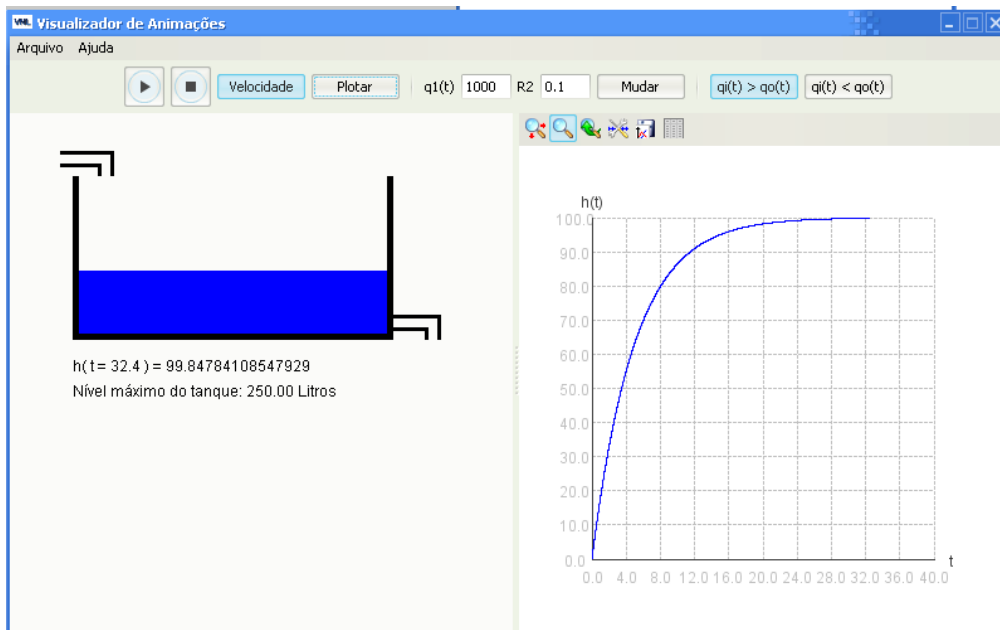 VML Visualizador de Animações
Arquivo Ajuda
Velocidade Plotar q1(t) 1000 R2 0.1 Mudar qi(t) > qo(t) qi(t) < qo(t)
h( t = 32.4 ) = 99.84784108547929
Nível máximo do tanque: 250.00 Litros
h(t)
100.0
90.0
80.0
70.0
60.0
50.0
40.0
30.0
20.0
10.0
0.0
t
0.0 4.0 8.0 12.0 16.0 20.0 24.0 28.0 32.0 36.0 40.0